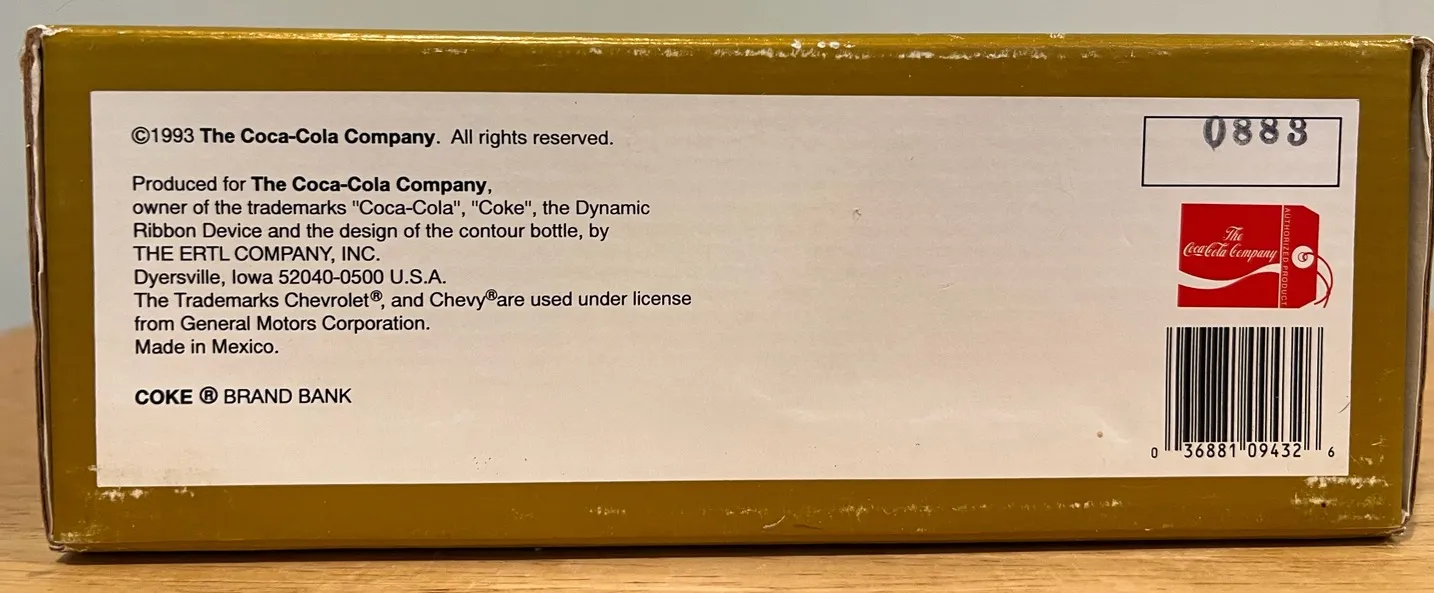 ©1993 The Coca-Cola Company. All rights reserved.
Produced for The Coca-Cola Company,
owner of the trademarks "Coca-Cola", "Coke", the Dynamic
Ribbon Device and the design of the contour bottle, by
THE ERTL COMPANY, INC.
Dyersville, Iowa 52040-0500 U.S.A.
The Trademarks Chevrolet®, and Chevy®are used under license
from General Motors Corporation.
Made in Mexico.
COKE ® BRAND BANK
0883
The
Coca-Cola Company
AUTHORIZED PRODUCT
0 36881 09432 6